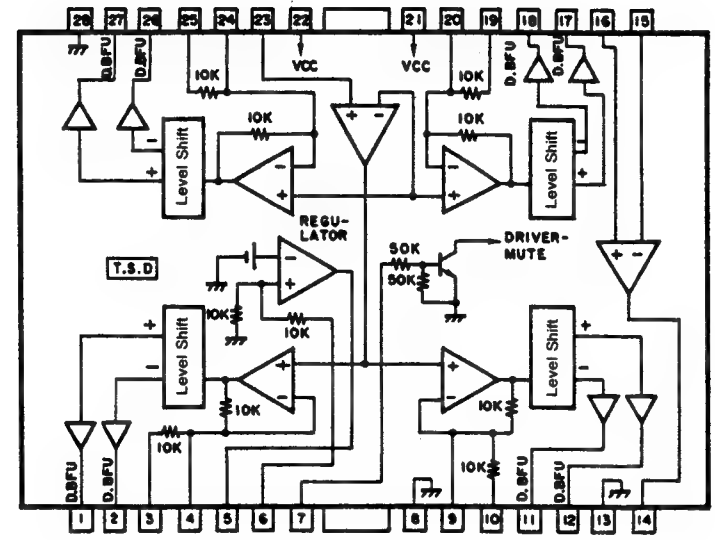 28 27 26 25 24 23 22 21 20 19 18 17 16 15
D.BFU
D.BFU
VCC
VCC
D.BFU
D.BFU
10K
10K
10K
10K
+ -
Level Shift
-
+
-
+
-
+
Level Shift
-
+
REGU-
LATOR
-
+
50K
50K
DRIVER-
MUTE
+ -
T.S.D
10K
10K
Level Shift
+
-
+
-
+
-
Level Shift
+
-
10K
10K
10K
10K
D.BFU
D.BFU
D.BFU
D.BFU
1 2 3 4 5 6 7 8 9 10 11 12 13 14